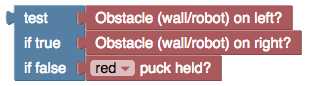 test Obstacle (wall/robot) on left?
if true Obstacle (wall/robot) on right?
if false red puck held?